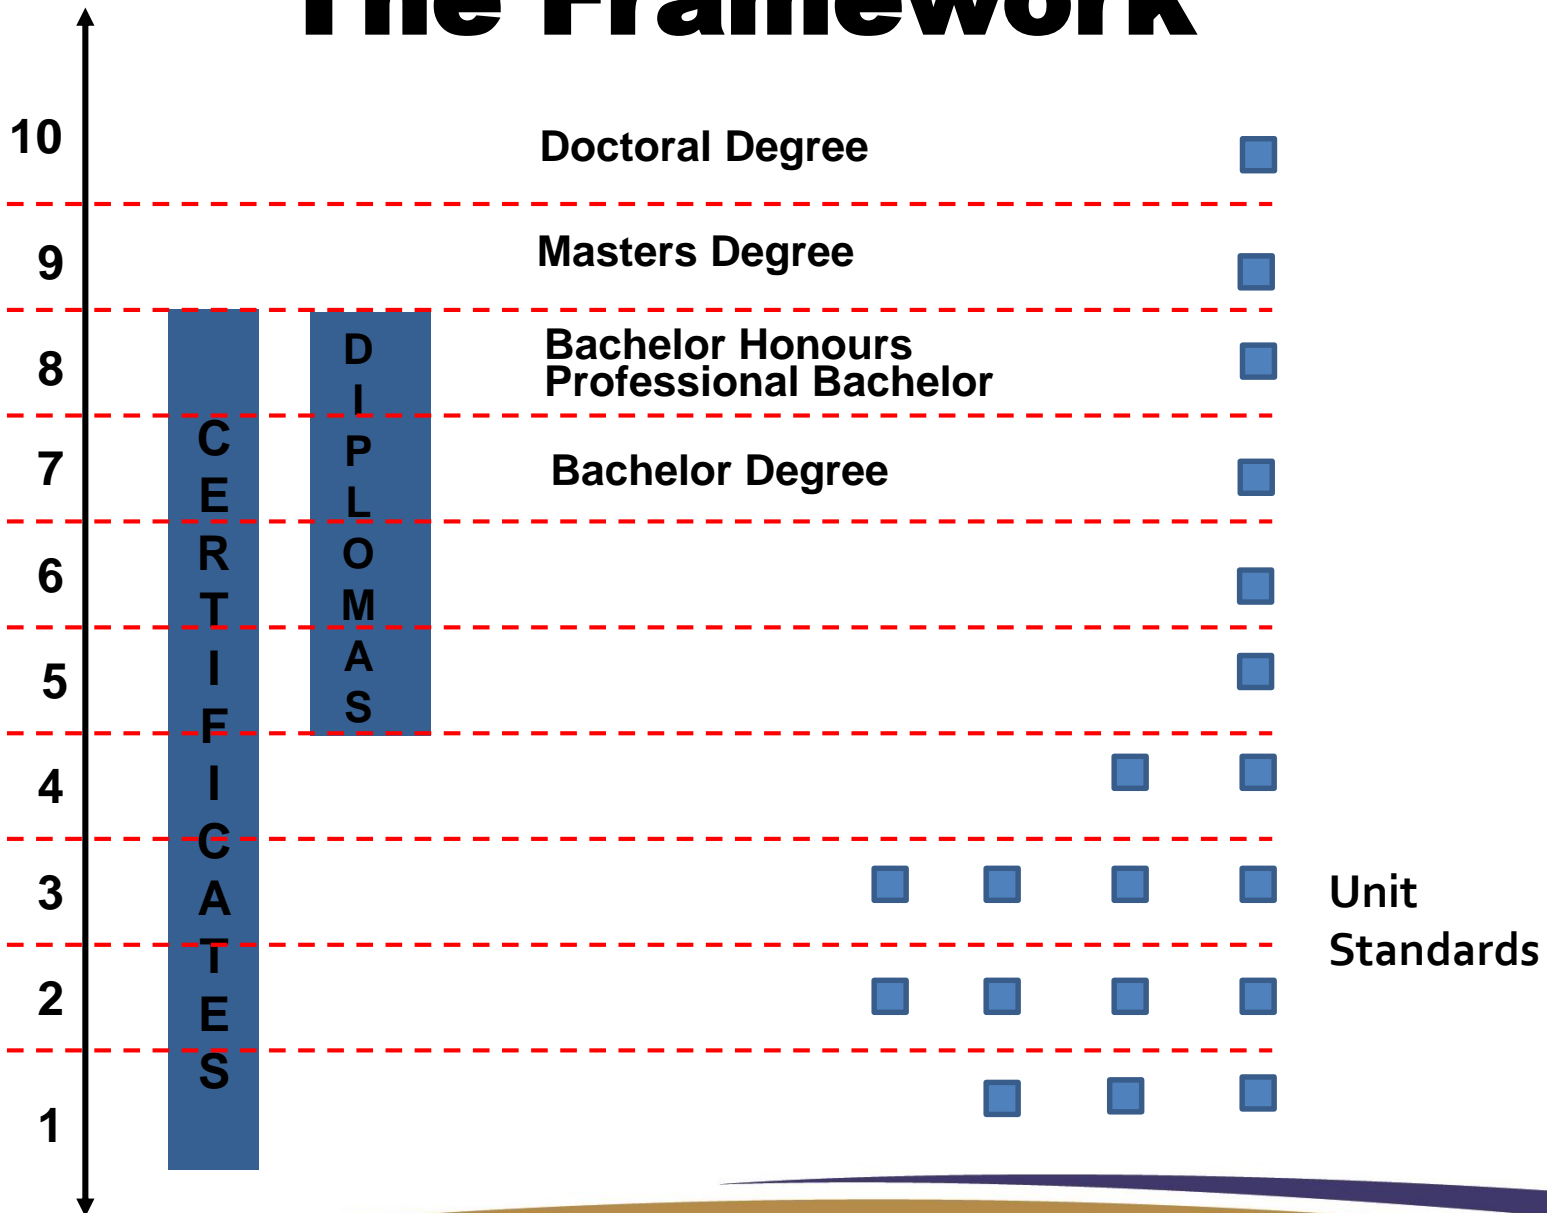 The Framework
10
Doctoral Degree
9
Masters Degree
8
Bachelor Honours
Professional Bachelor
7
Bachelor Degree
6
5
4
3
2
1
CERTIFICATES
DIPLOMAS
Unit
Standards